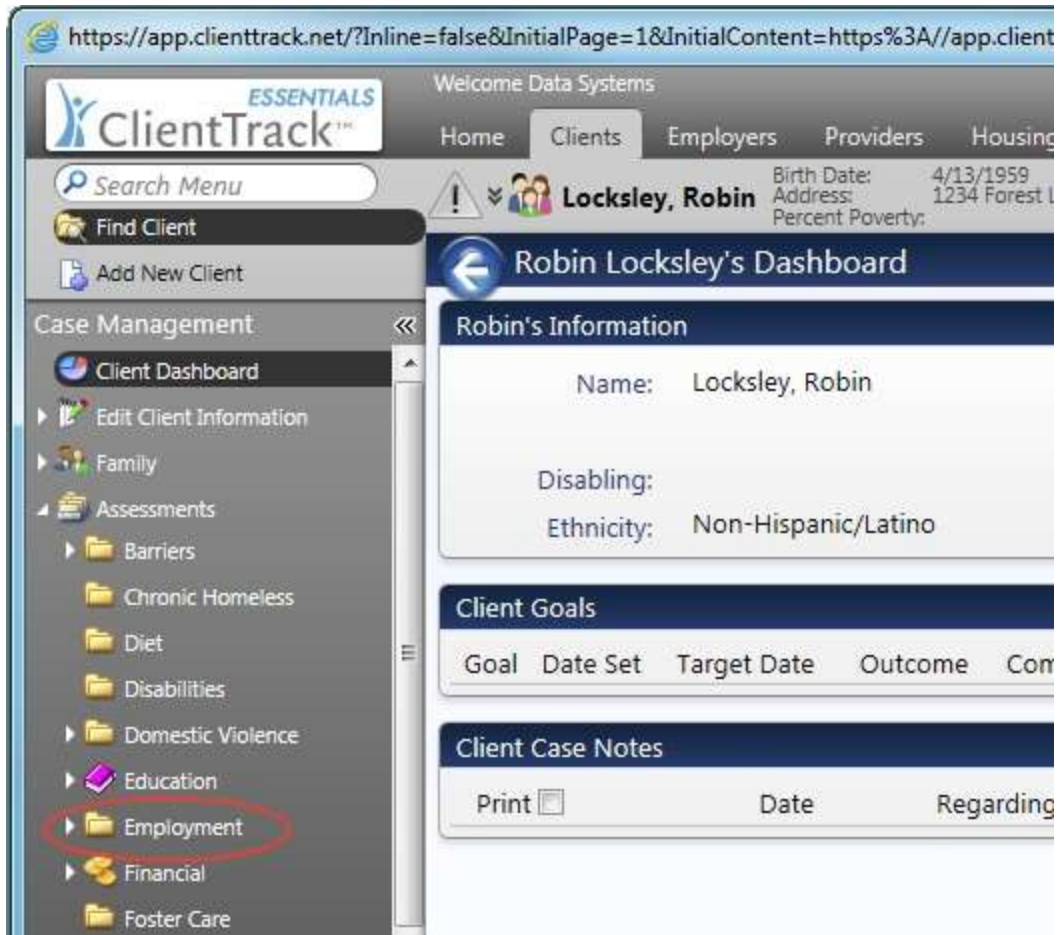 https://app.clienttrack.net/?Inline=false&InitialPage=1&InitialContent=https%3A//app.client
ESSENTIALS
ClientTrack™
Welcome Data Systems
Home Clients Employers Providers Housing
Search Menu
Find Client
Add New Client
Locksley, Robin
Birth Date: 4/13/1959
Address: 1234 Forest L
Percent Poverty:
Robin Locksley's Dashboard
Case Management
Client Dashboard
Edit Client Information
Family
Assessments
Barriers
Chronic Homeless
Diet
Disabilities
Domestic Violence
Education
Employment
Financial
Foster Care
Robin's Information
Name: Locksley, Robin
Disabling:
Ethnicity: Non-Hispanic/Latino
Client Goals
Goal Date Set Target Date Outcome Com
Client Case Notes
Print Date Regarding